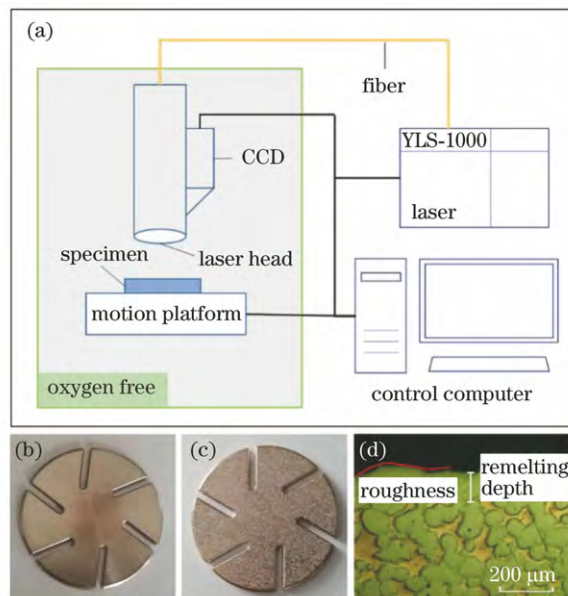 (a)
fiber
CCD
YLS-1000
laser
specimen
laser head
motion platform
oxygen free
control computer
(b)
(c)
(d)
roughness
remelting
depth
200 μm